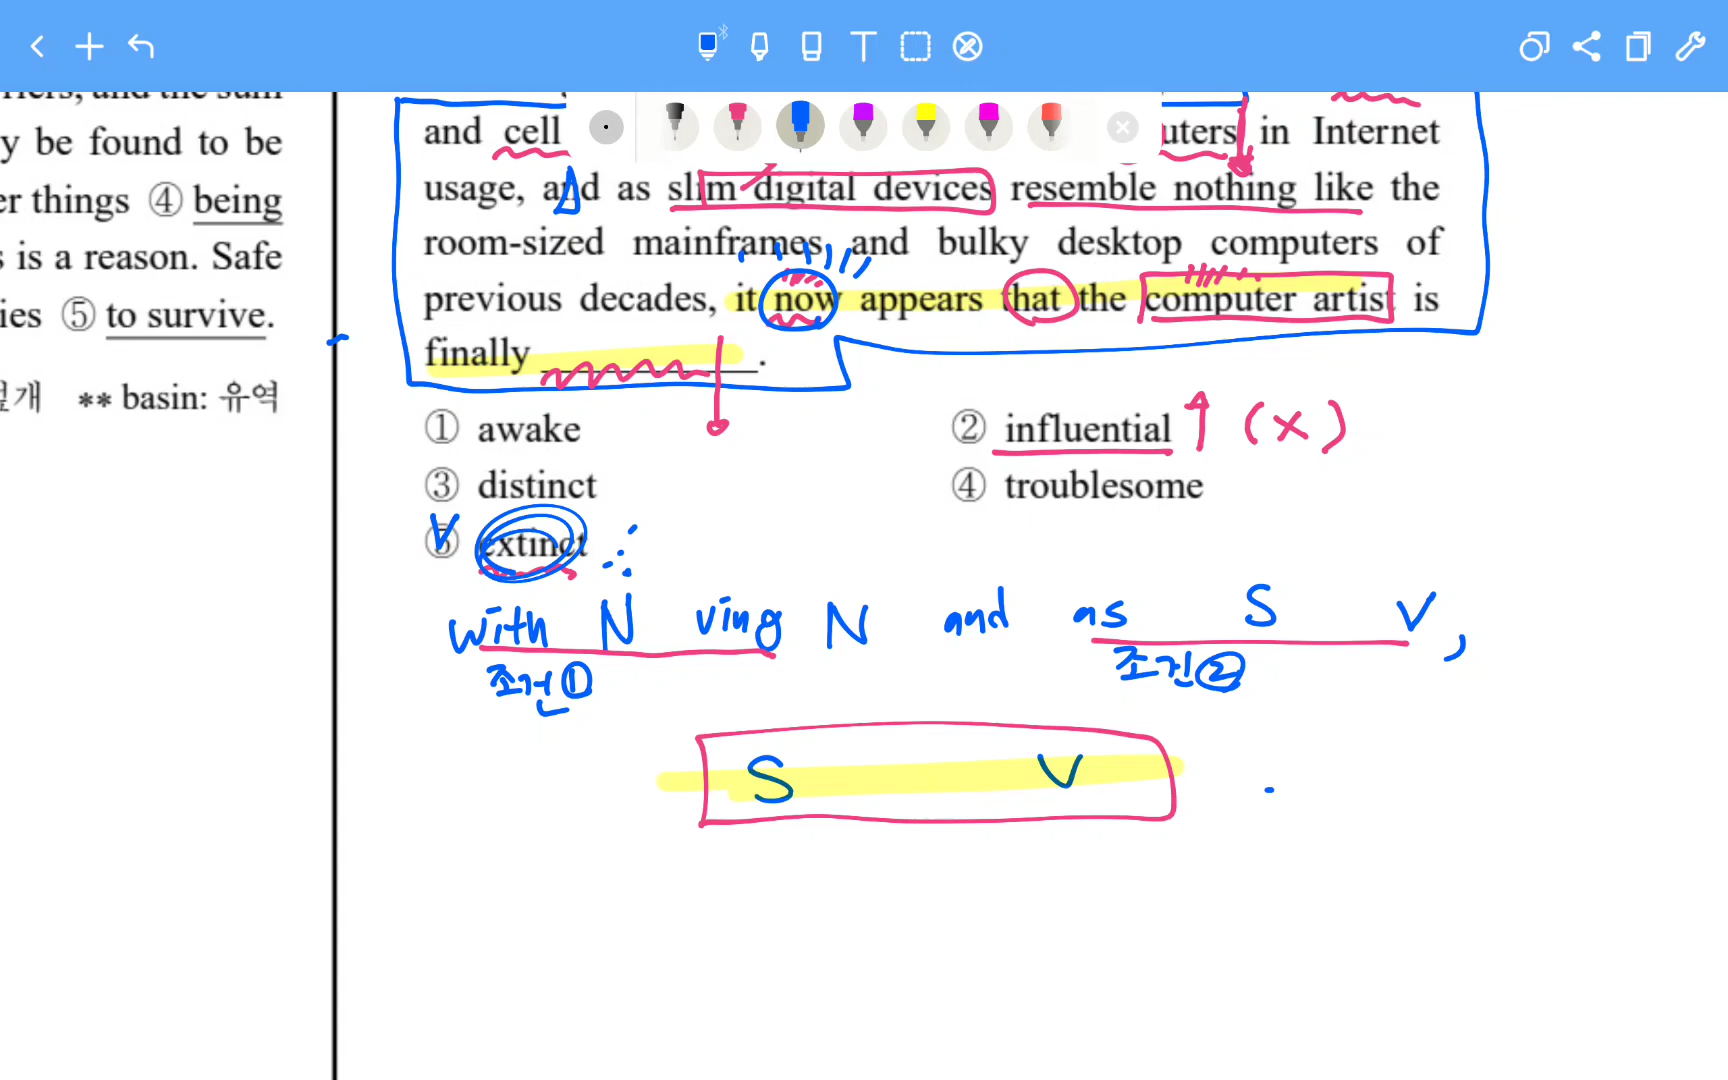 y be found to be
er things ④ being
s is a reason. Safe
ies ⑤ to survive.
개 ** basin: 유역
and cell uters in Internet
usage, and as slim digital devices resemble nothing like the
room-sized mainframes and bulky desktop computers of
previous decades, it now appears that the computer artist is
finally ____________.
① awake
② influential ↑ (X)
③ distinct
④ troublesome
⑤ extinct ∴
with N ving N and as S V,
조건① 조건②
S V .